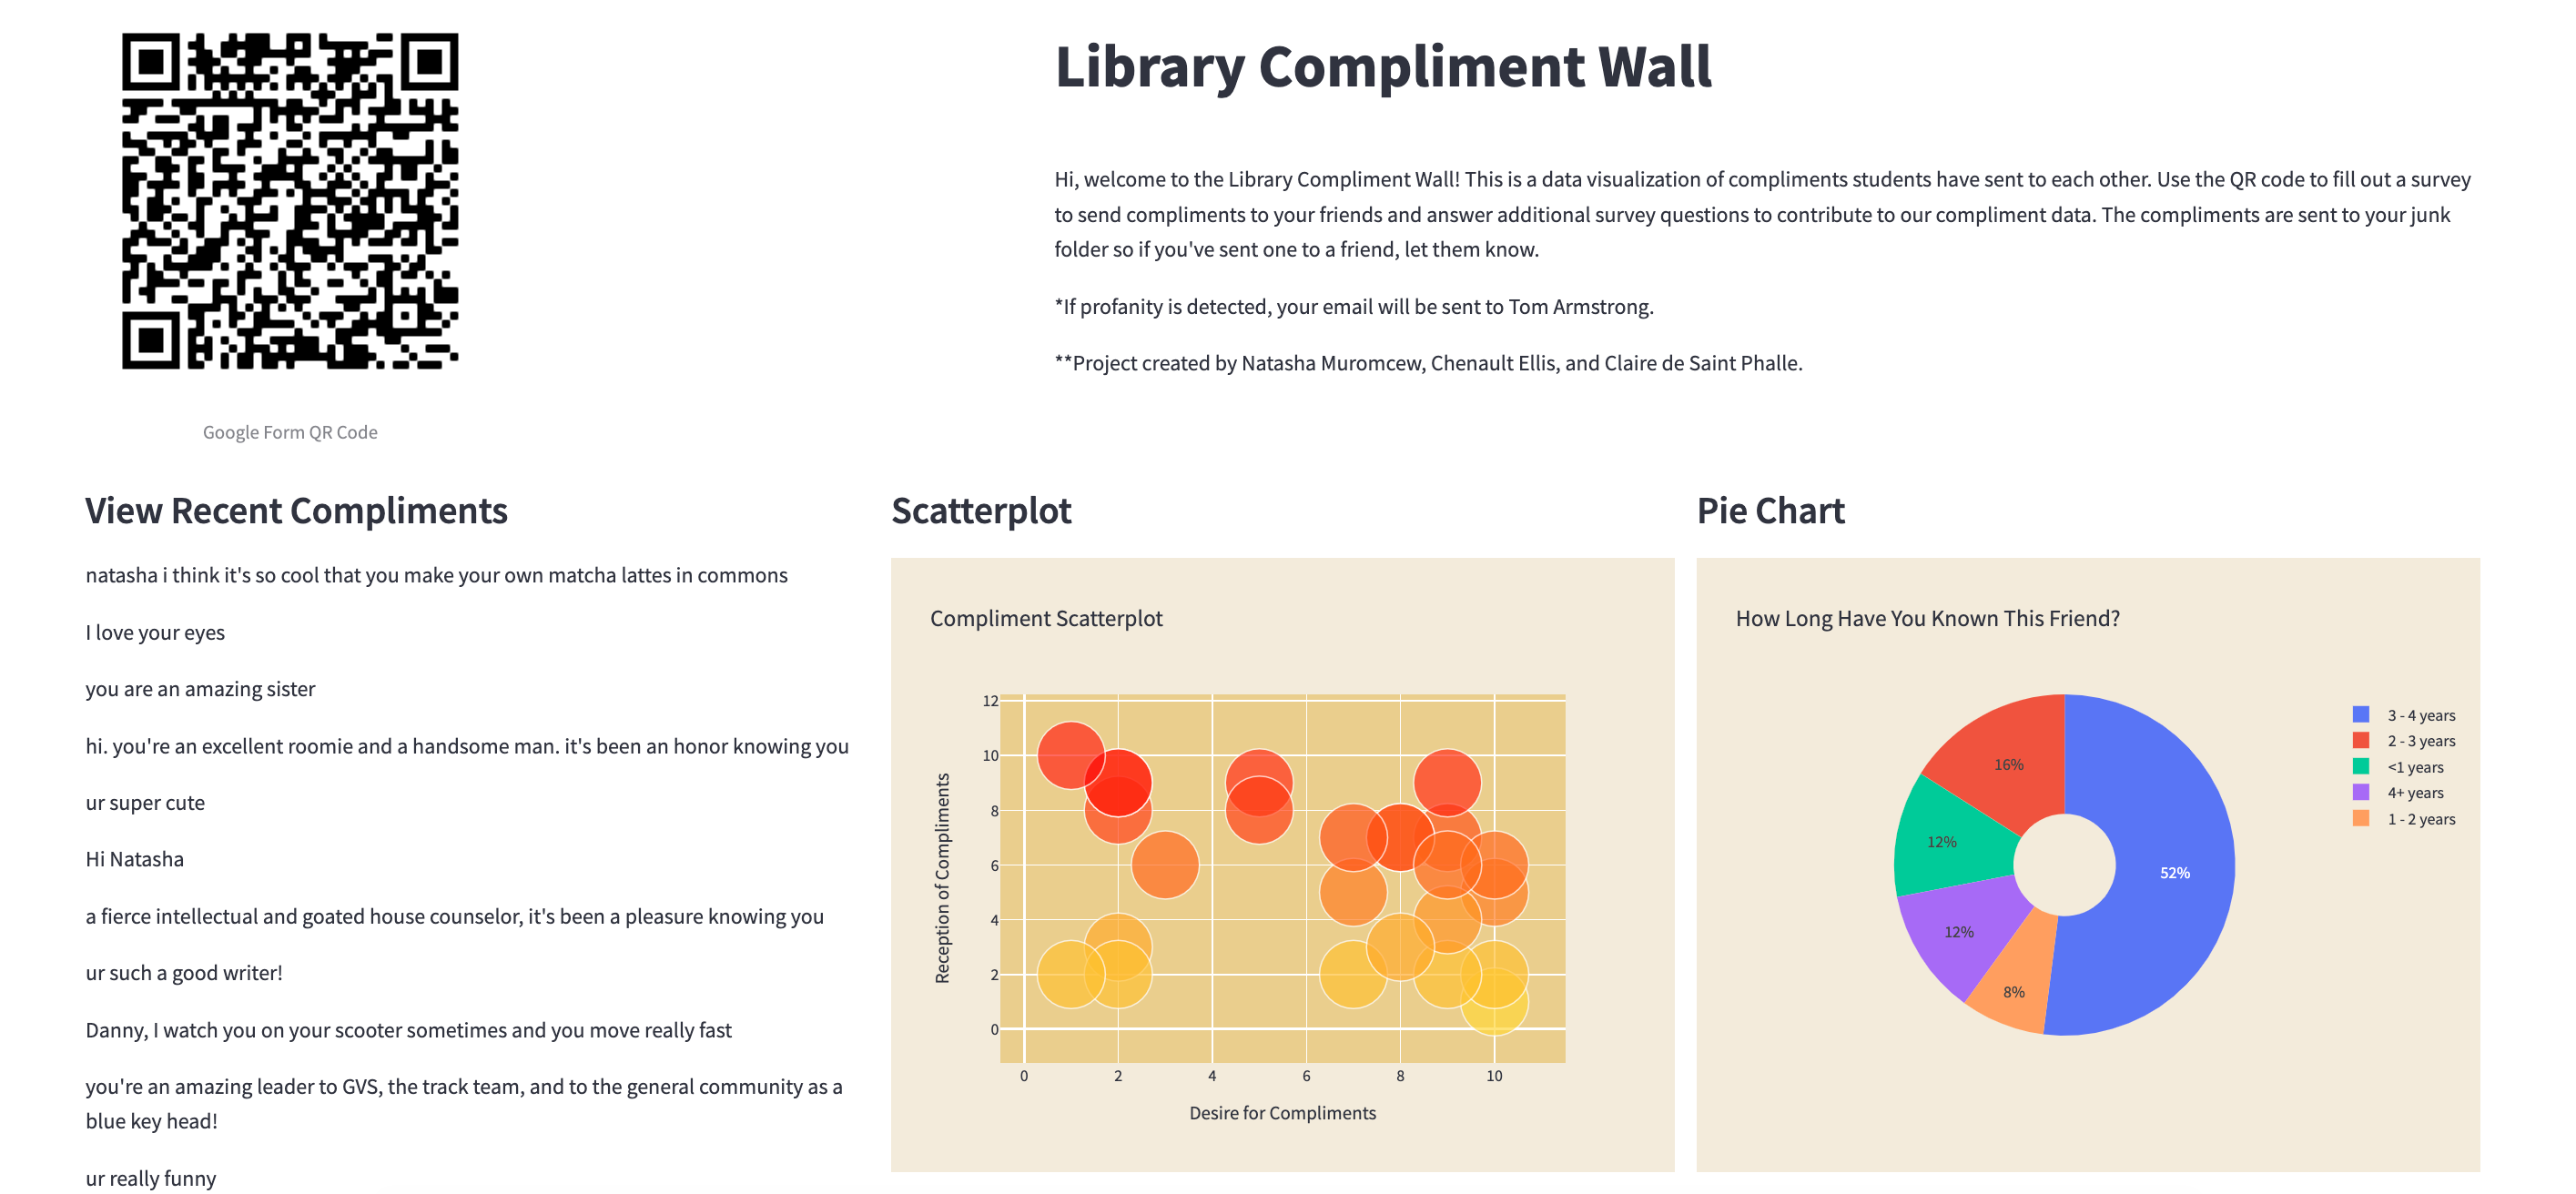 Library Compliment Wall
Hi, welcome to the Library Compliment Wall! This is a data visualization of compliments students have sent to each other. Use the QR code to fill out a survey
to send compliments to your friends and answer additional survey questions to contribute to our compliment data. The compliments are sent to your junk
folder so if you've sent one to a friend, let them know.
*If profanity is detected, your email will be sent to Tom Armstrong.
**Project created by Natasha Muromcew, Chenault Ellis, and Claire de Saint Phalle.
Google Form QR Code
View Recent Compliments
natasha i think it's so cool that you make your own matcha lattes in commons
I love your eyes
you are an amazing sister
hi. you're an excellent roomie and a handsome man. it's been an honor knowing you
ur super cute
Hi Natasha
a fierce intellectual and goated house counselor, it's been a pleasure knowing you
ur such a good writer!
Danny, I watch you on your scooter sometimes and you move really fast
you're an amazing leader to GVS, the track team, and to the general community as a
blue key head!
ur really funny
Scatterplot
Compliment Scatterplot
Reception of Compliments
12
10
8
6
4
2
0
0 2 4 6 8 10
Desire for Compliments
Pie Chart
How Long Have You Known This Friend?
16%
12%
12%
8%
52%
3 - 4 years
2 - 3 years
<1 years
4+ years
1 - 2 years